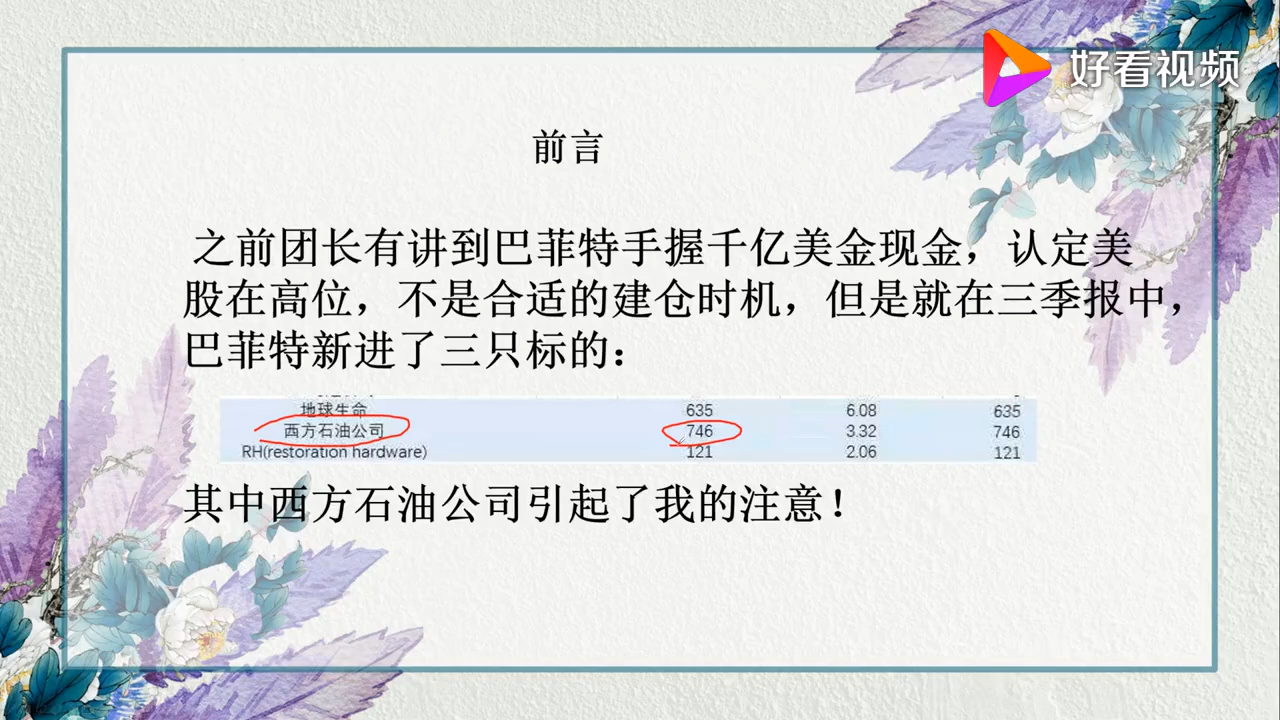 好看视频
前言
之前团长有讲到巴菲特手握千亿美金现金，认定美
股在高位，不是合适的建仓时机，但是就在三季报中，
巴菲特新进了三只标的：
地球生命 635 6.08 635
西方石油公司 746 3.32 746
RH(restoration hardware) 121 2.06 121
其中西方石油公司引起了我的注意！